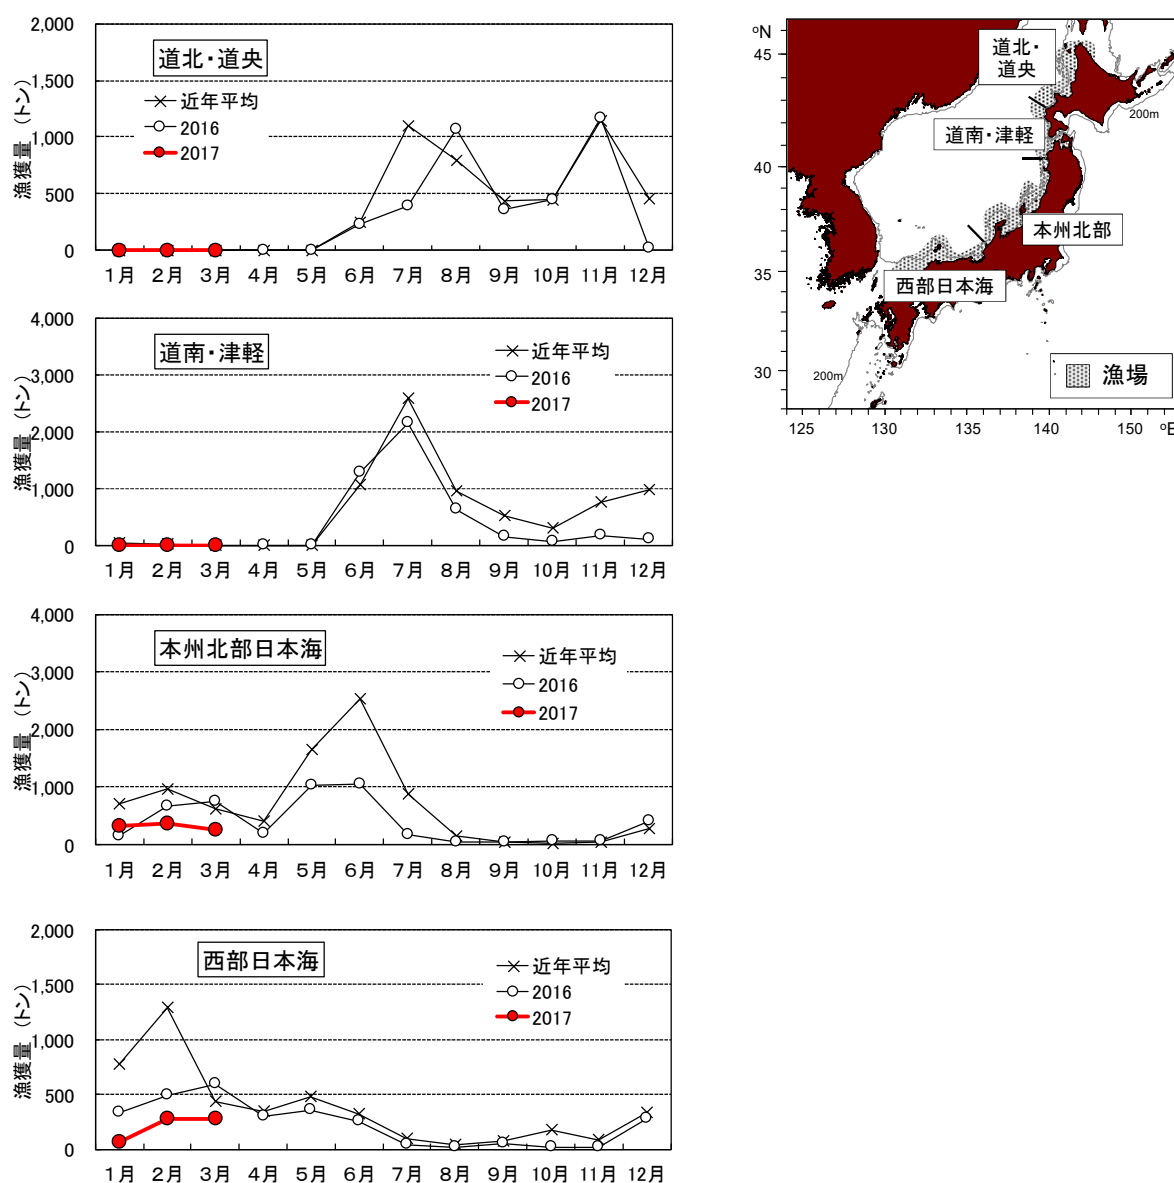 2,000
1,500
1,000
500
0
漁獲量 (トン)
道北・道央
近年平均
2016
2017
1月 2月 3月 4月 5月 6月 7月 8月 9月 10月 11月 12月
4,000
3,000
2,000
1,000
0
漁獲量 (トン)
道南・津軽
近年平均
2016
2017
1月 2月 3月 4月 5月 6月 7月 8月 9月 10月 11月 12月
4,000
3,000
2,000
1,000
0
漁獲量 (トン)
本州北部日本海
近年平均
2016
2017
1月 2月 3月 4月 5月 6月 7月 8月 9月 10月 11月 12月
2,000
1,500
1,000
500
0
漁獲量 (トン)
西部日本海
近年平均
2016
2017
1月 2月 3月 4月 5月 6月 7月 8月 9月 10月 11月 12月
oN
45
40
35
30
道北・
道央
200m
道南・津軽
本州北部
西部日本海
200m
漁場
125 130 135 140 145 150 oE